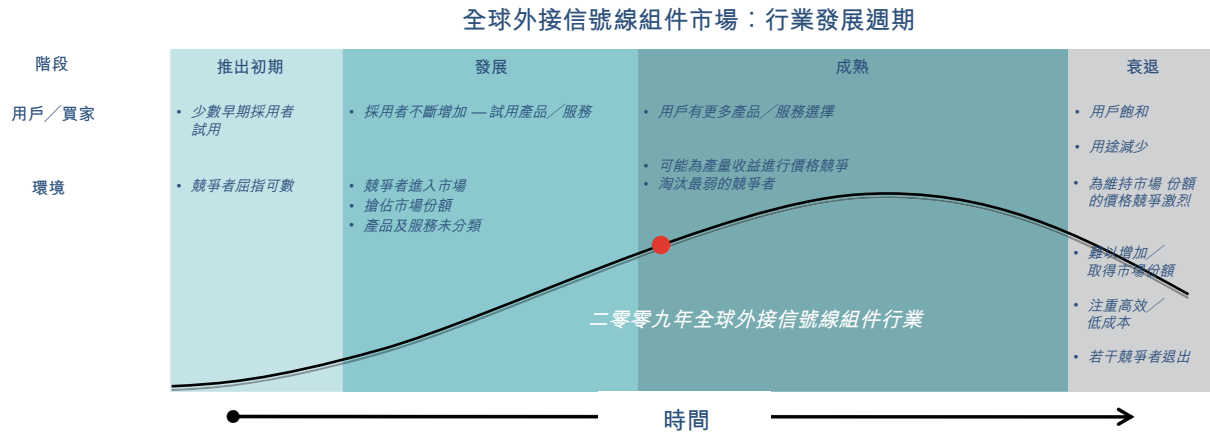 全球外接信號線組件市場：行業發展週期
階段
推出初期
發展
成熟
衰退
用戶╱買家
• 少數早期採用者
試用
• 採用者不斷增加 — 試用產品╱服務
• 用戶有更多產品╱服務選擇
• 用戶飽和
• 用途減少
環境
• 競爭者屈指可數
• 競爭者進入市場
• 搶佔市場份額
• 產品及服務未分類
• 可能為產量收益進行價格競爭
• 淘汰最弱的競爭者
• 為維持市場 份額
的價格競爭激烈
• 難以增加╱
取得市場份額
• 注重高效╱
低成本
• 若干競爭者退出
二零零九年全球外接信號線組件行業
時間